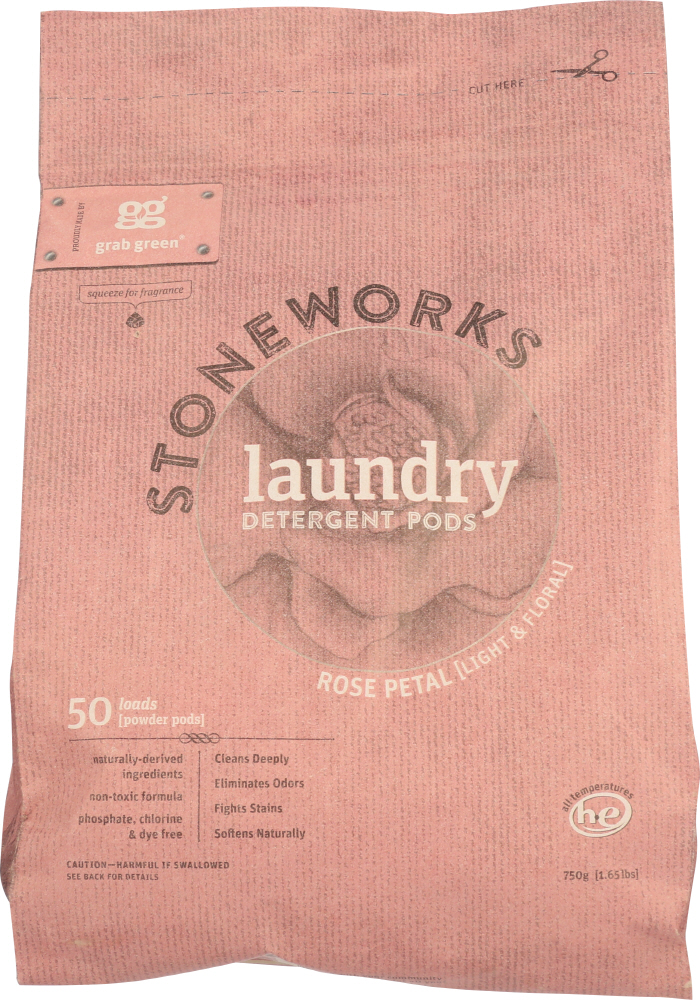 CUT HERE
PROUDLY MADE BY
gg
grab green®
squeeze for fragrance
STONEWORKS
laundry
DETERGENT PODS
ROSE PETAL [LIGHT & FLORAL]
50 loads
[powder pods]
naturally-derived
ingredients
non-toxic formula
phosphate, chlorine
& dye free
Cleans Deeply
Eliminates Odors
Fights Stains
Softens Naturally
CAUTION—HARMFUL IF SWALLOWED
SEE BACK FOR DETAILS
all temperatures
he
750g [1.65lbs]